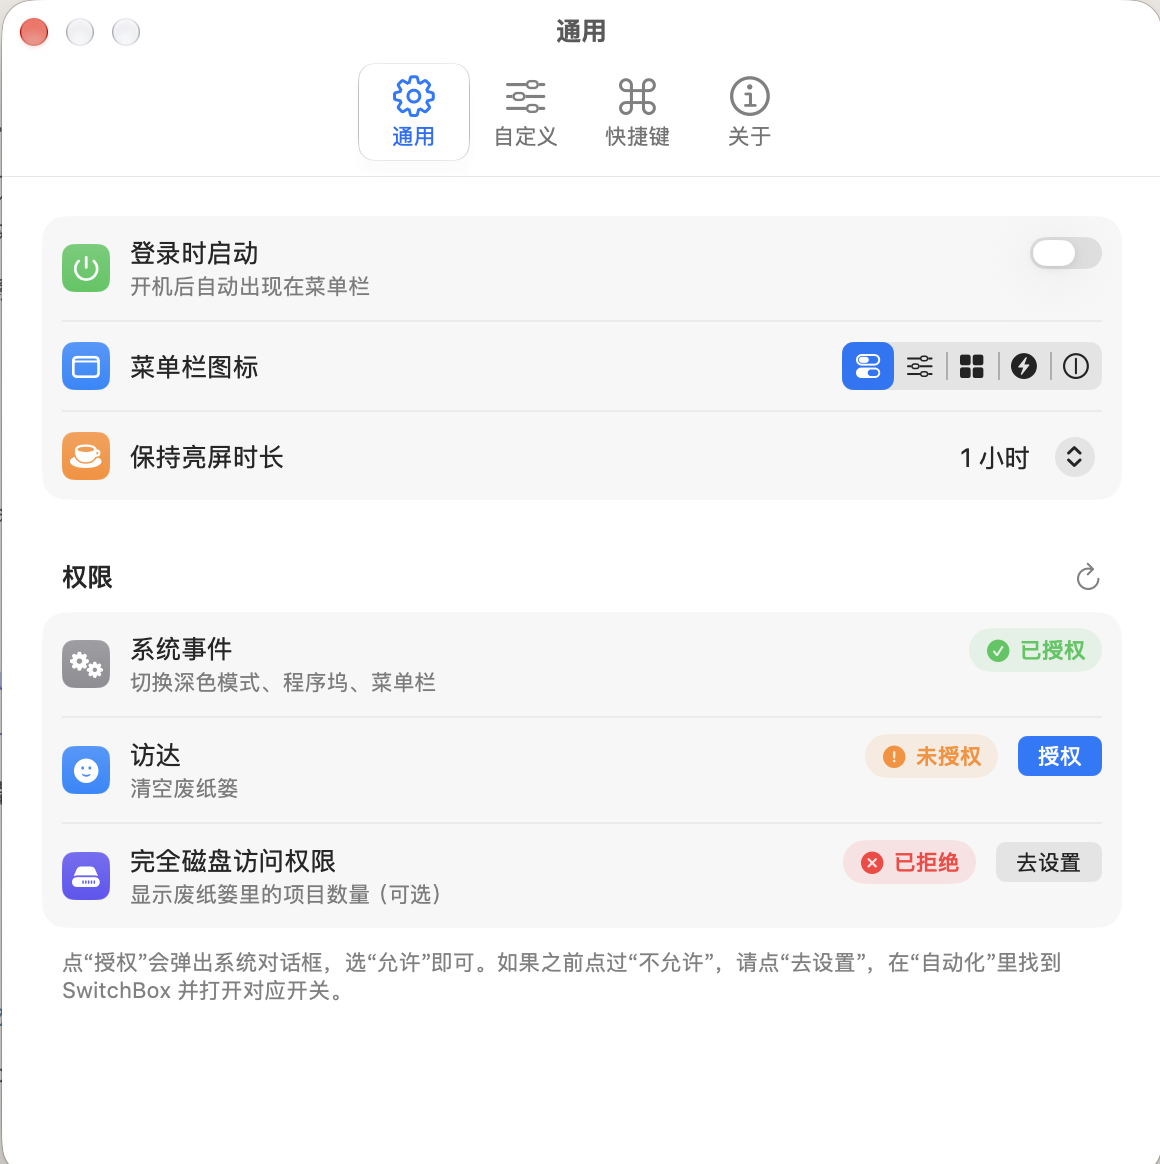 通用
通用
自定义
快捷键
关于
登录时启动
开机后自动出现在菜单栏
菜单栏图标
保持亮屏时长
1 小时
权限
系统事件
已授权
切换深色模式、程序坞、菜单栏
访达
未授权
授权
清空废纸篓
完全磁盘访问权限
已拒绝
去设置
显示废纸篓里的项目数量（可选）
点“授权”会弹出系统对话框，选“允许”即可。如果之前点过“不允许”，请点“去设置”，在“自动化”里找到
SwitchBox 并打开对应开关。